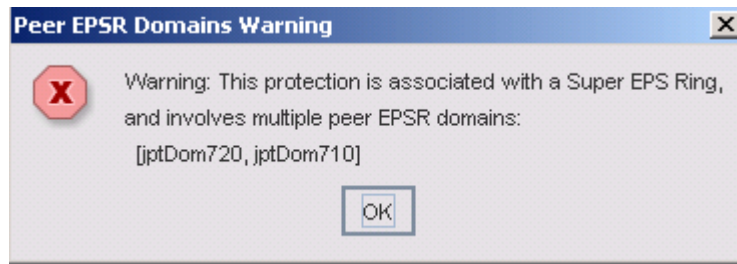 Peer EPSR Domains Warning
Warning: This protection is associated with a Super EPS Ring,
and involves multiple peer EPSR domains:
[jptDom720, jptDom710]
OK